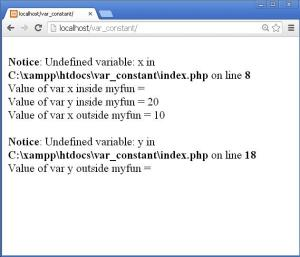 localhost/var_constant/
localhost/var_constant/
Notice: Undefined variable: x in
C:\xampp\htdocs\var_constant\index.php on line 8
Value of var x inside myfun =
Value of var y inside myfun = 20
Value of var x outside myfun = 10
Notice: Undefined variable: y in
C:\xampp\htdocs\var_constant\index.php on line 18
Value of var y outside myfun =